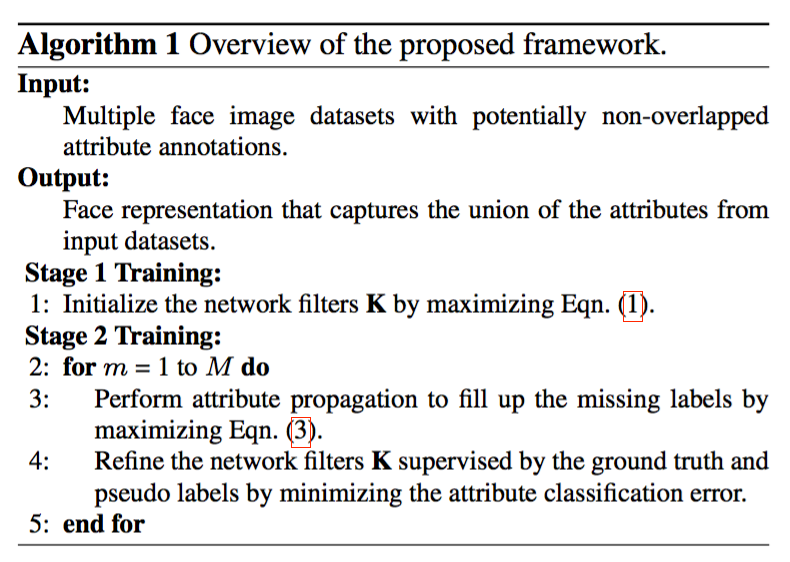 Algorithm 1 Overview of the proposed framework.
Input:
Multiple face image datasets with potentially non-overlapped
attribute annotations.
Output:
Face representation that captures the union of the attributes from
input datasets.
Stage 1 Training:
1: Initialize the network filters K by maximizing Eqn. (1).
Stage 2 Training:
2: for m = 1 to M do
3: Perform attribute propagation to fill up the missing labels by
maximizing Eqn. (3).
4: Refine the network filters K supervised by the ground truth and
pseudo labels by minimizing the attribute classification error.
5: end for